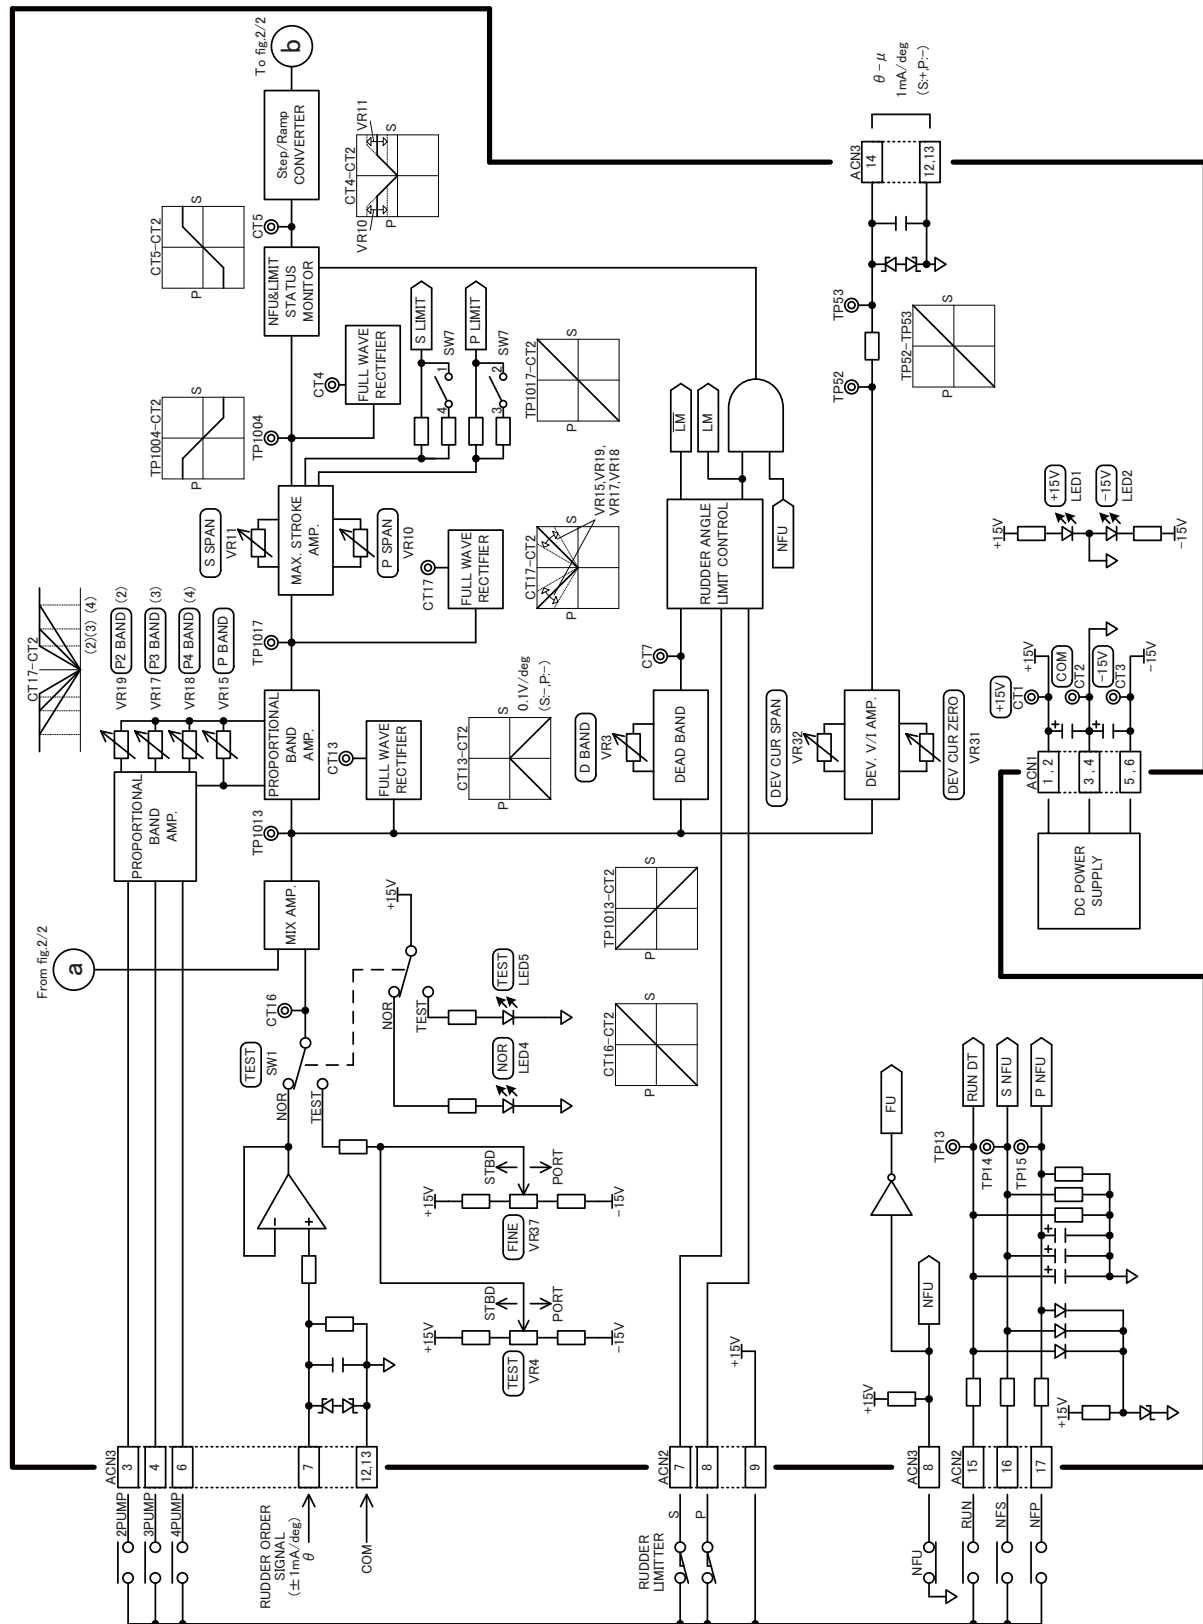 ACN3
2PUMP
3
3PUMP
4
4PUMP
6
RUDDER ORDER
SIGNAL
(±1mA/deg)
θ
7
COM
12,13
From fig.2/2
a
PROPORTIONAL
BAND
AMP.
CT17-CT2
(2)(3) (4)
VR19 P2 BAND (2)
VR17 P3 BAND (3)
VR18 P4 BAND (4)
VR15 P BAND
−
+
TEST
SW1
NOR
TEST
CT16
MIX AMP.
TP1013
PROPORTIONAL
BAND
AMP.
TP1017
S SPAN
VR11
MAX. STROKE
AMP.
VR10
P SPAN
TP1004-CT2
P
S
TP1004
NFU&LIMIT
STATUS
MONITOR
CT5-CT2
P
S
CT5
Step/Ramp
CONVERTER
To fig.2/2
b
CT4-CT2
VR10
VR11
P
S
CT4
FULL WAVE
RECTIFIER
S LIMIT
1
4
SW7
P LIMIT
2
3
SW7
TP1017-CT2
P
S
CT17
FULL WAVE
RECTIFIER
CT17-CT2
P
S
VR15,VR19,
VR17,VR18
CT13
FULL WAVE
RECTIFIER
CT13-CT2
P
S
0.1V/deg
(S:-,P:-)
+15V
NOR
TEST
NOR
LED4
TEST
LED5
CT16-CT2
P
S
TP1013-CT2
P
S
+15V
STBD
PORT
TEST
VR4
-15V
+15V
STBD
PORT
FINE
VR37
-15V
RUDDER
LIMITTER
ACN2
S
7
P
8
9
+15V
D BAND
VR3
DEAD BAND
CT7
RUDDER ANGLE
LIMIT CONTROL
LM
LM
NFU
DEV CUR SPAN
VR32
DEV. V/I AMP.
DEV CUR ZERO
VR31
TP52
TP53
TP52-TP53
P
S
ACN3
14
12,13
θ-μ
1mA/deg
(S:+,P:-)
ACN3
NFU
8
+15V
NFU
FU
ACN2
RUN
15
NFS
16
NFP
17
+15V
+
+
+
TP13
TP14
TP15
RUN DT
S NFU
P NFU
DC POWER
SUPPLY
ACN1
1, 2
3, 4
5, 6
+
+
+15V
CT1
COM
CT2
-15V
CT3
+15V
-15V
+15V
+15V
LED1
-15V
LED2
-15V